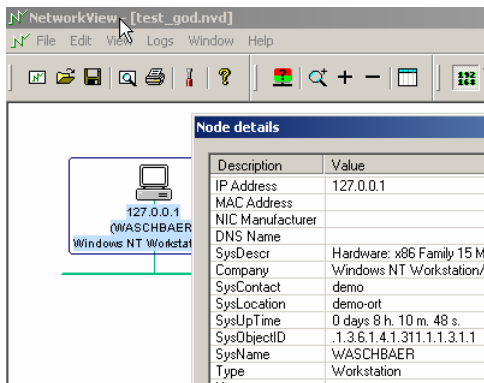 NetworkView - [test_god.nvd]
File Edit View Logs Window Help
192
168
Node details
Description Value
IP Address 127.0.0.1
MAC Address
NIC Manufacturer
DNS Name
SysDescr Hardware: x86 Family 15 M
Company Windows NT Workstation/
SysContact demo
SysLocation demo-ort
SysUpTime 0 days 8 h. 10 m. 48 s.
SysObjectID .1.3.6.1.4.1.311.1.1.3.1.1
SysName WASCHBAER
Type Workstation
127.0.0.1
(WASCHBAER
Windows NT Workstat